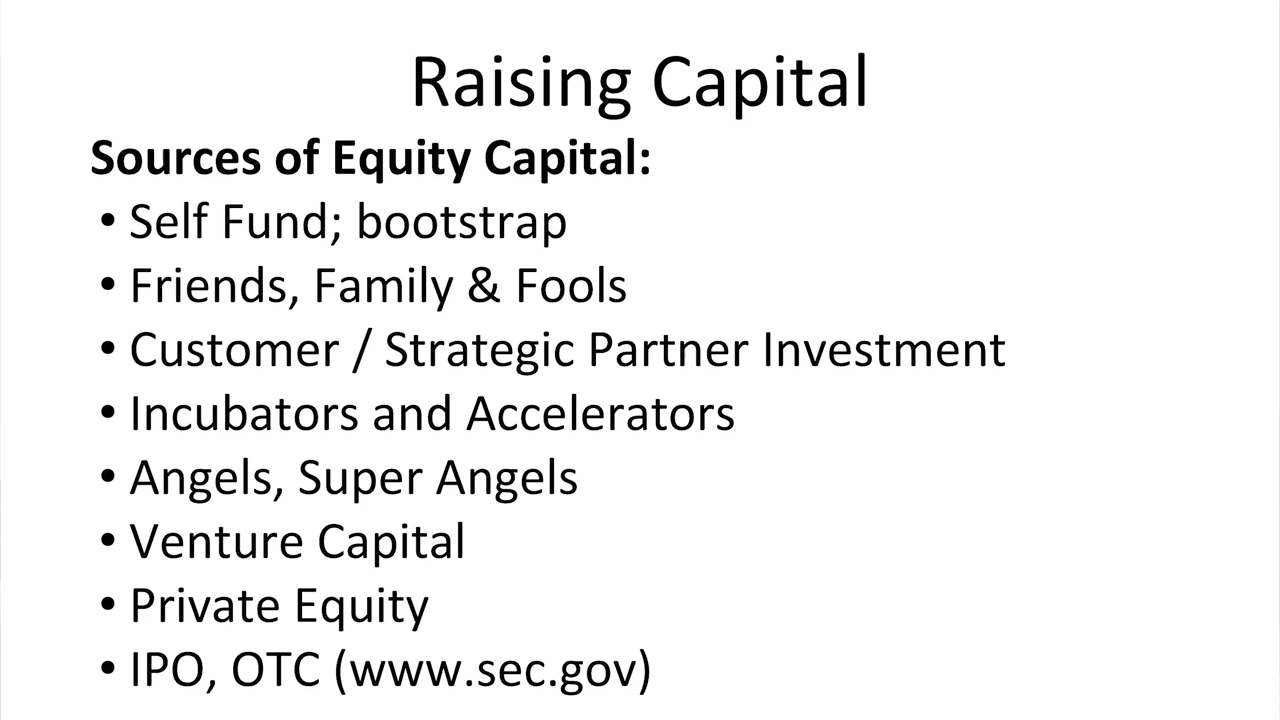 Raising Capital
Sources of Equity Capital:
• Self Fund; bootstrap
• Friends, Family & Fools
• Customer / Strategic Partner Investment
• Incubators and Accelerators
• Angels, Super Angels
• Venture Capital
• Private Equity
• IPO, OTC (www.sec.gov)